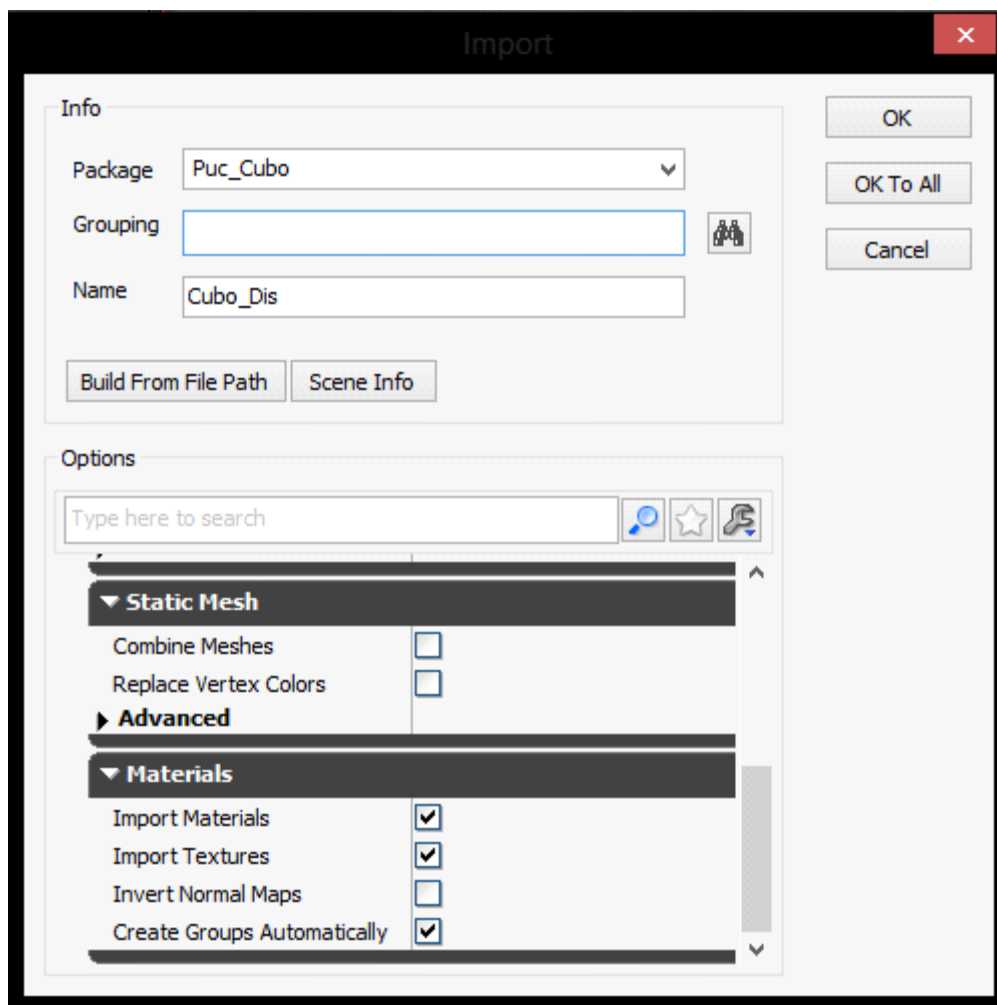 Import
Info
OK
Package Puc_Cubo
OK To All
Grouping
Cancel
Name Cubo_Dis
Build From File Path Scene Info
Options
Type here to search
Static Mesh
Combine Meshes
Replace Vertex Colors
Advanced
Materials
Import Materials
Import Textures
Invert Normal Maps
Create Groups Automatically